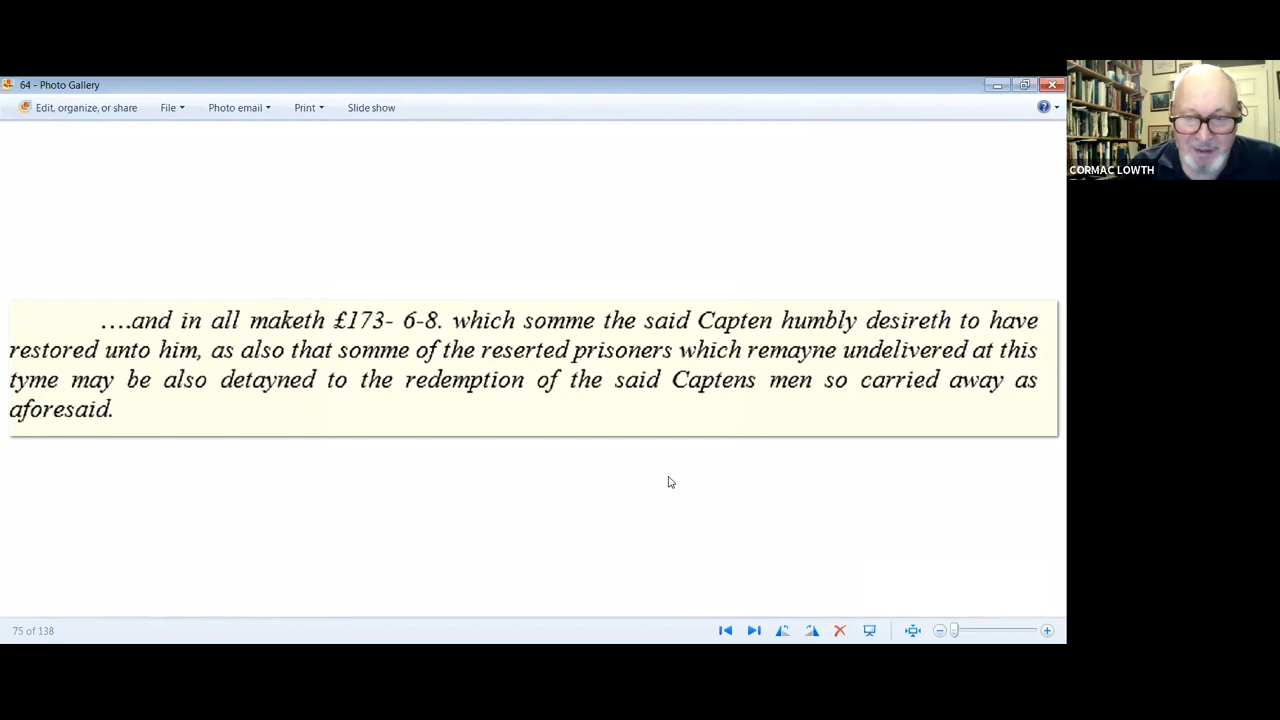 64 - Photo Gallery
Edit, organize, or share File Photo email Print Slide show
CORMAC LOWTH
....and in all maketh £173- 6-8. which somme the said Capten humbly desireth to have
restored unto him, as also that somme of the reserted prisoners which remayne undelivered at this
tyme may be also detayned to the redemption of the said Captens men so carried away as
aforesaid.
75 of 138